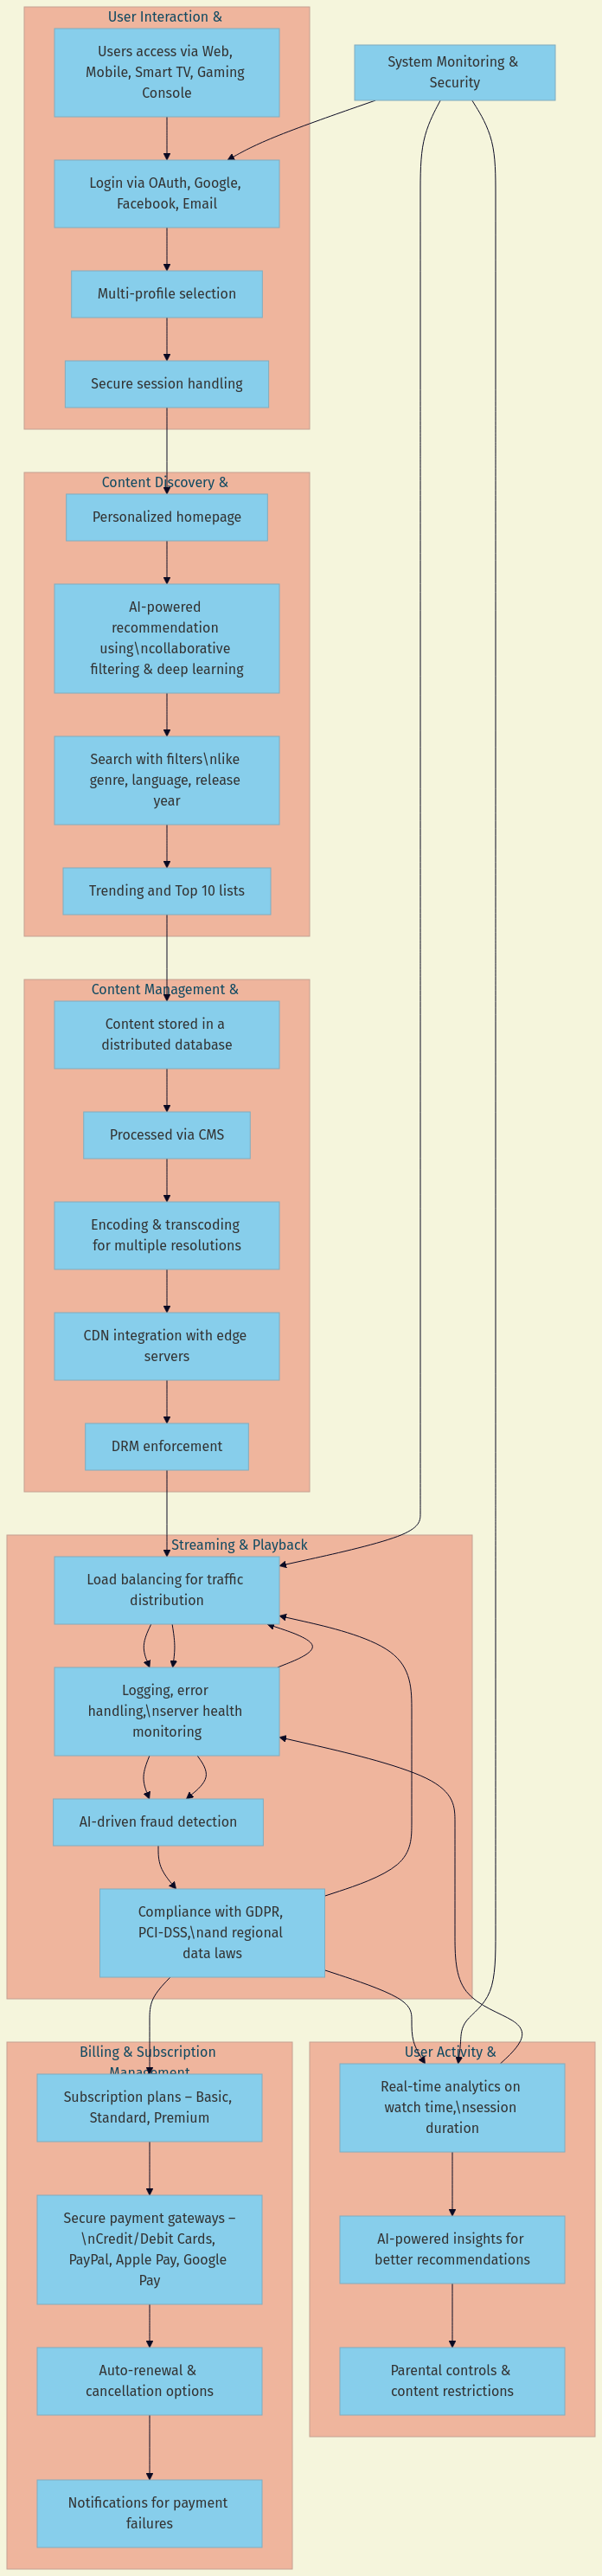 User Interaction &
Users access via Web,
Mobile, Smart TV, Gaming
Console
System Monitoring &
Security
Login via OAuth, Google,
Facebook, Email
Multi-profile selection
Secure session handling
Content Discovery &
Personalized homepage
AI-powered
recommendation
using\ncollaborative
filtering & deep learning
Search with filters\nlike
genre, language, release
year
Trending and Top 10 lists
Content Management &
Content stored in a
distributed database
Processed via CMS
Encoding & transcoding
for multiple resolutions
CDN integration with edge
servers
DRM enforcement
Streaming & Playback
Load balancing for traffic
distribution
Logging, error
handling,\nserver health
monitoring
AI-driven fraud detection
Compliance with GDPR,
PCI-DSS,\nand regional
data laws
Billing & Subscription
Management
Subscription plans – Basic,
Standard, Premium
Secure payment gateways –
\nCredit/Debit Cards,
PayPal, Apple Pay, Google
Pay
Auto-renewal &
cancellation options
Notifications for payment
failures
User Activity &
Real-time analytics on
watch time,\nsession
duration
AI-powered insights for
better recommendations
Parental controls &
content restrictions